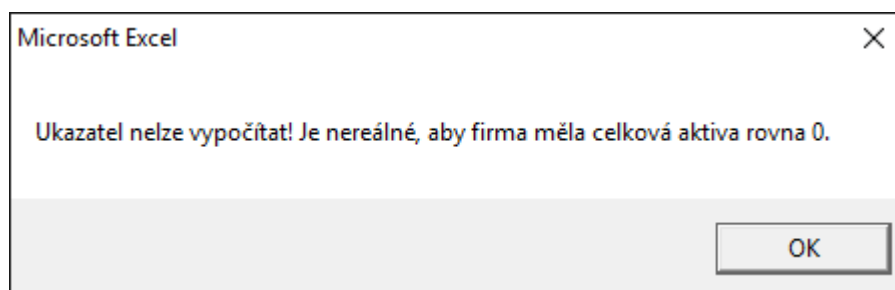 Microsoft Excel
Ukazatel nelze vypočítat! Je nereálné, aby firma měla celková aktiva rovna 0.
OK